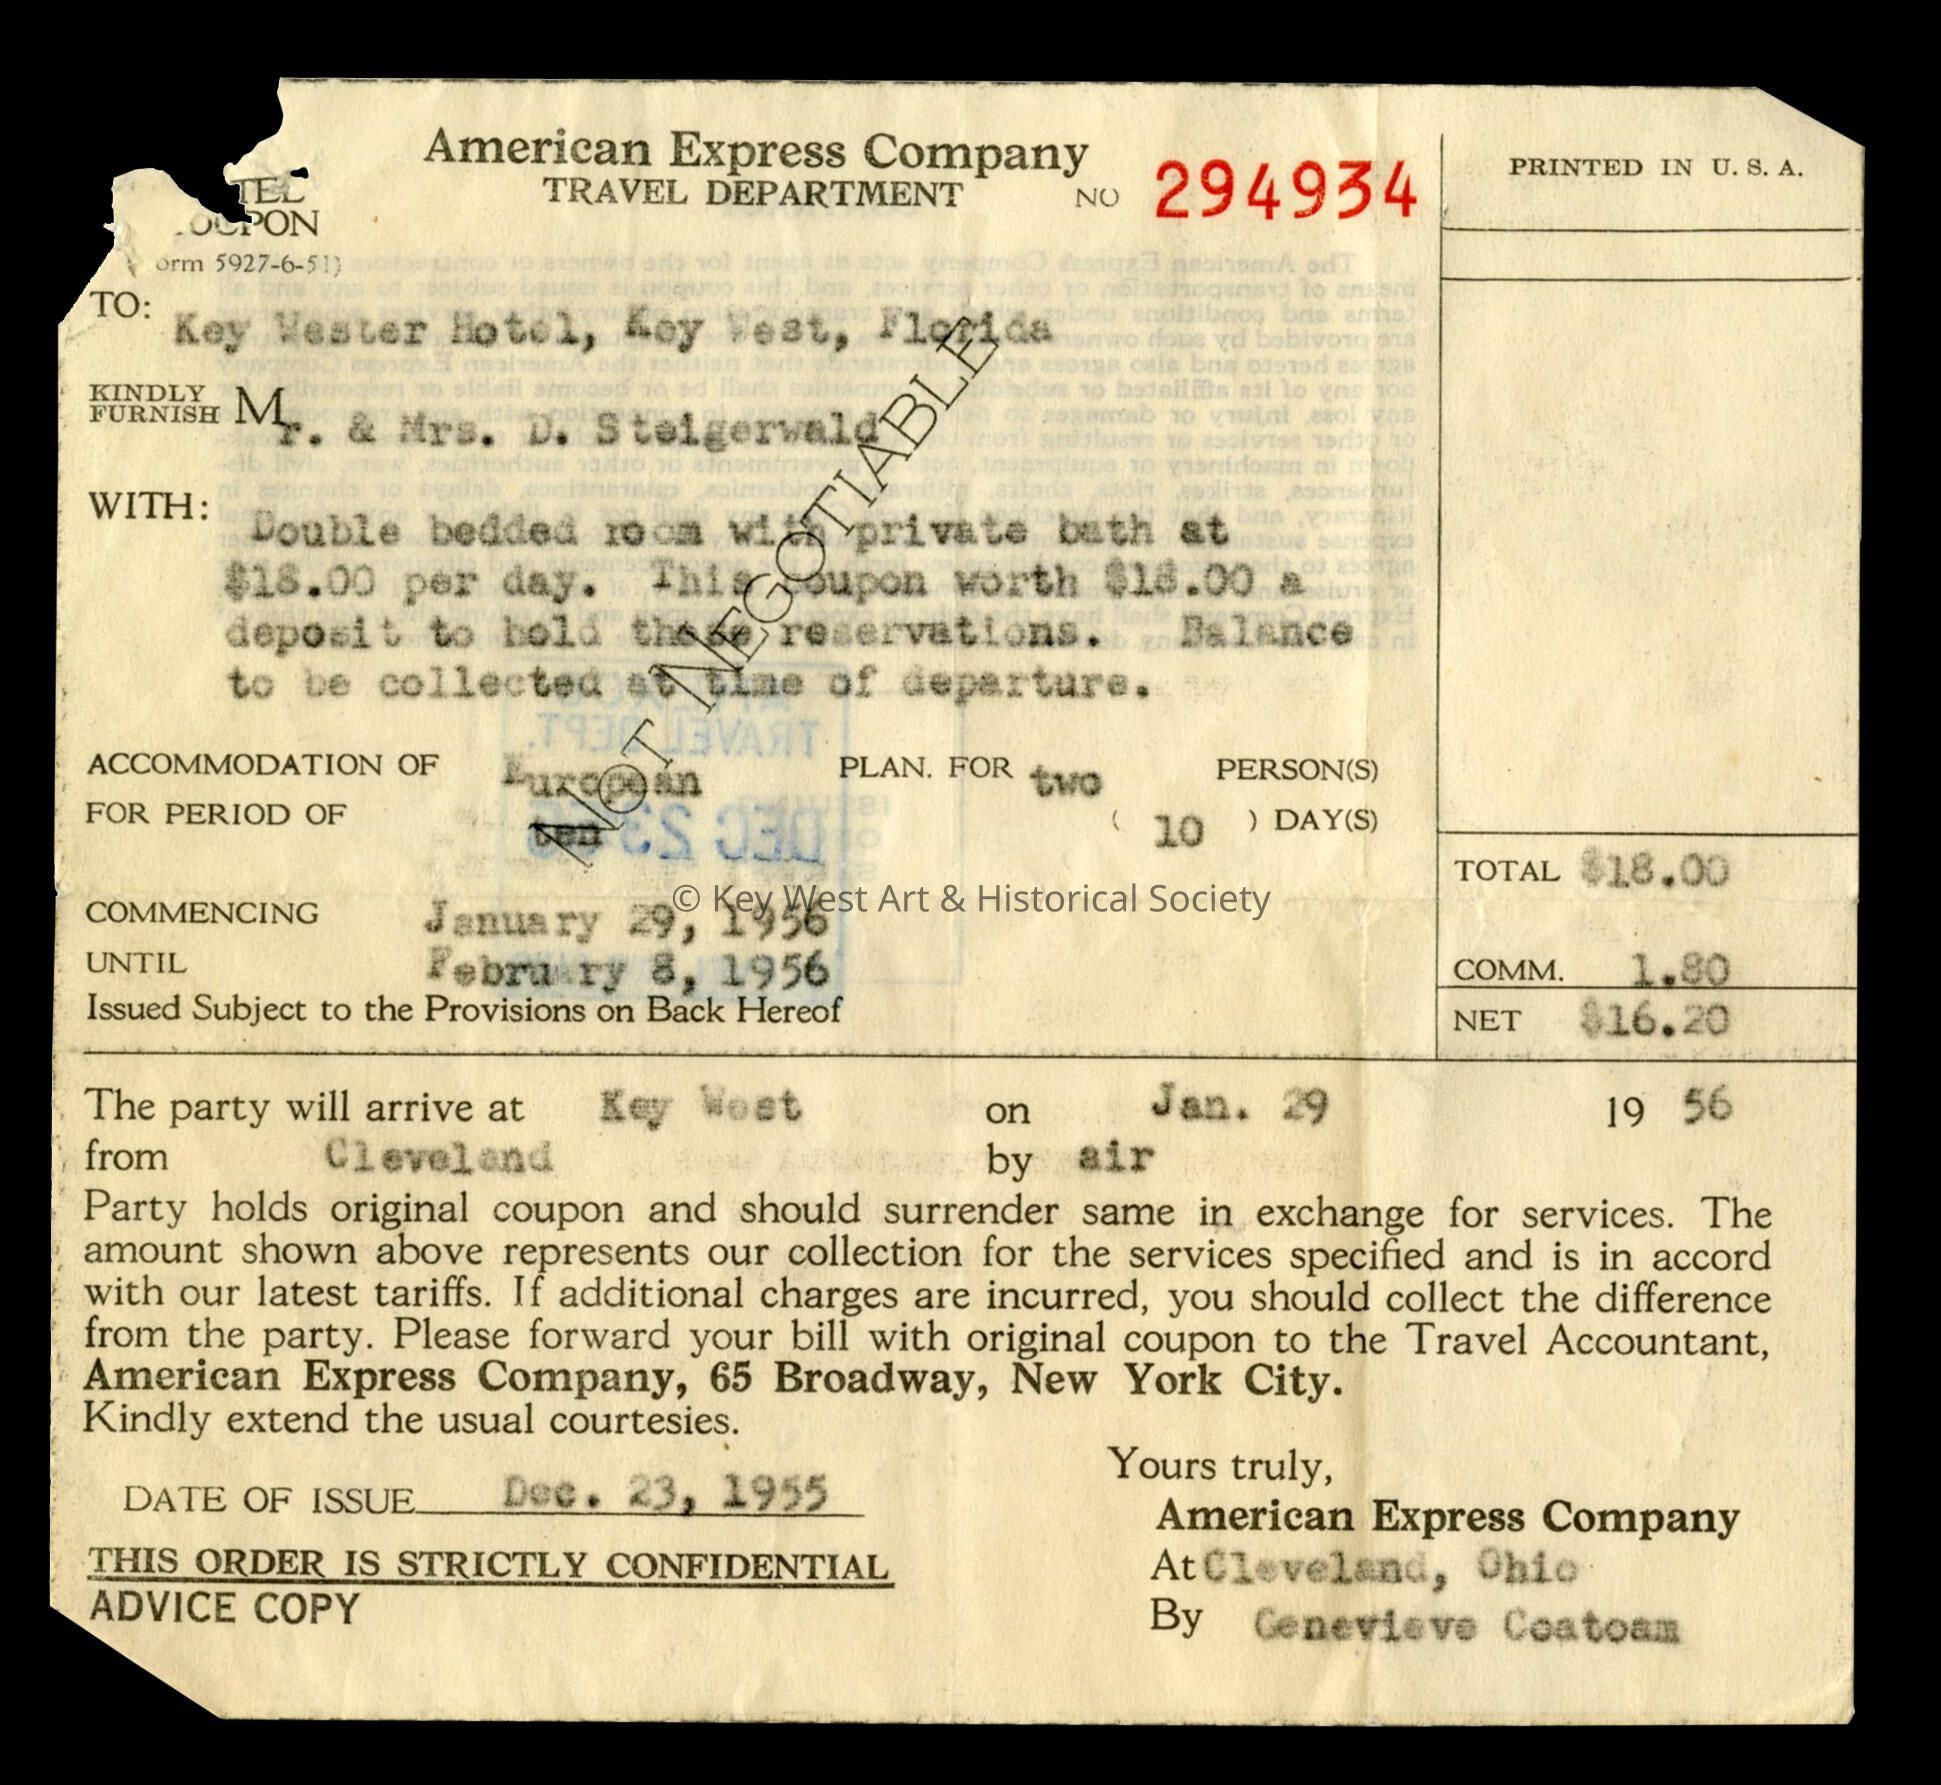 American Express Company
TRAVEL DEPARTMENT
NO 294934
PRINTED IN U. S. A.
TEL
OUPON
orm 5927-6-51)
TO: Key Wester Hotel, Key West, Florida
KINDLY FURNISH Mr. & Mrs. D. Steigerwald
WITH: Double bedded room with private bath at
$18.00 per day. This coupon worth $18.00 a
deposit to hold these reservations. Balance
to be collected at time of departure.
NOT NEGOTIABLE
ACCOMMODATION OF European PLAN. FOR two PERSON(S)
FOR PERIOD OF ten ( 10 ) DAY(S)
TRAVEL DEPT.
DEC 23
TOTAL $18.00
© Key West Art & Historical Society
COMMENCING January 29, 1956
UNTIL February 8, 1956
COMM. 1.80
Issued Subject to the Provisions on Back Hereof
NET $16.20
The party will arrive at Key West on Jan. 29 19 56
from Cleveland by air
Party holds original coupon and should surrender same in exchange for services. The
amount shown above represents our collection for the services specified and is in accord
with our latest tariffs. If additional charges are incurred, you should collect the difference
from the party. Please forward your bill with original coupon to the Travel Accountant,
American Express Company, 65 Broadway, New York City.
Kindly extend the usual courtesies.
Yours truly,
DATE OF ISSUE Dec. 23, 1955
American Express Company
THIS ORDER IS STRICTLY CONFIDENTIAL
At Cleveland, Ohio
ADVICE COPY
By Genevieve Coatoam